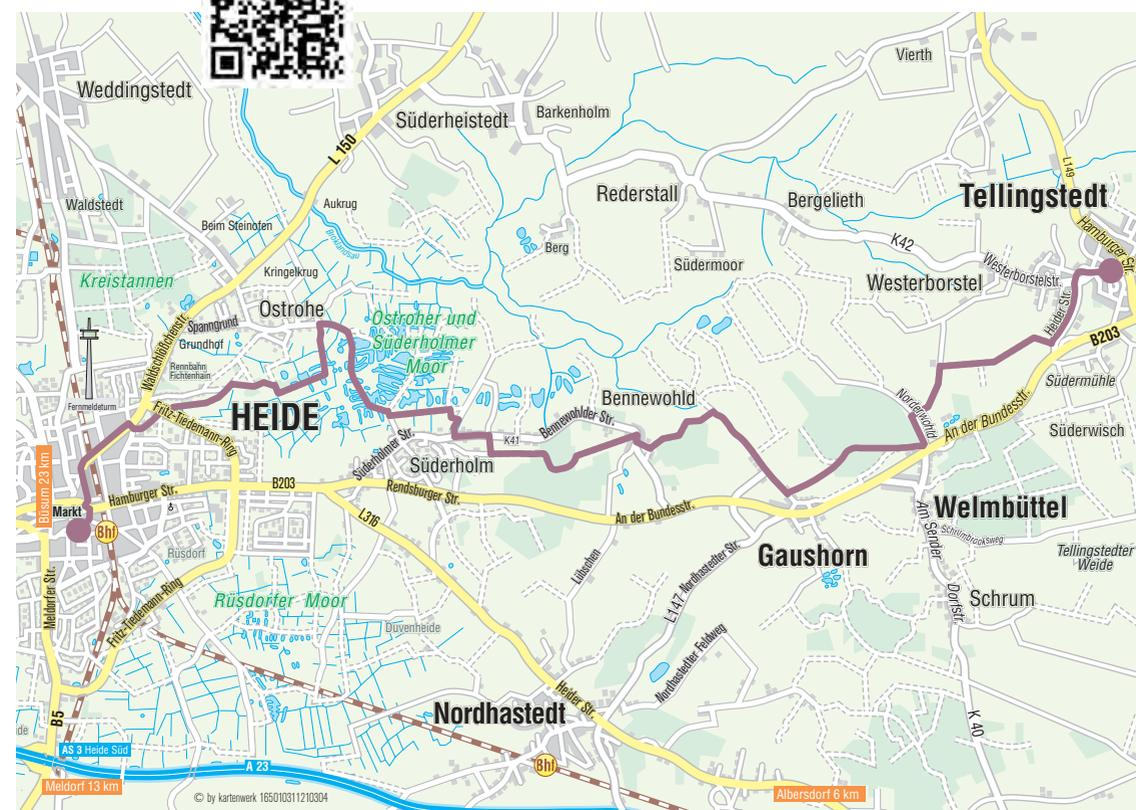 Weddingstedt
Süderheistedt
Barkenholm
Vierth
L 150
L149
Waldstedt
Aukrug
Rederstall
Bergelieth
Tellingstedt
Beim Steinofen
Broklandsau
Berg
K42
Hamburger Str.
Kreistannen
Kringelkrug
Südermoor
Westerborstel
Westerborstelstr.
Ostrohe
Spanngrund
Grundhof
Ostroher und
Süderholmer
Moor
Heider Str.
B203
Waldschlößchenstr.
Rennbahn
Fichtenhain
Fernmeldeturm
Südermühle
HEIDE
Fritz-Tiedemann-Ring
Bennewohld
Bennewohlder Str.
Norderwohld
An der Bundesstr.
Süderwisch
K41
Süderholmer Str.
Süderholm
Büsum 23 km
Markt
Hamburger Str.
Bhf
B203
Rendsburger Str.
An der Bundesstr.
Welmbüttel
L316
Am Sender
Schrumbrooksweg
Rüsdorf
Lübschen
L147
Nordhastedter Str.
Gaushorn
Tellingstedter
Weide
Meldorfer Str.
Fritz-Tiedemann-Ring
Rüsdorfer Moor
Dorfstr.
Schrum
Duvenheide
Nordhastedter Feldweg
Heider Str.
Nordhastedt
B5
K 40
AS 3 Heide Süd
A 23
Bhf
Meldorf 13 km
© by kartenwerk 165010311210304
Albersdorf 6 km